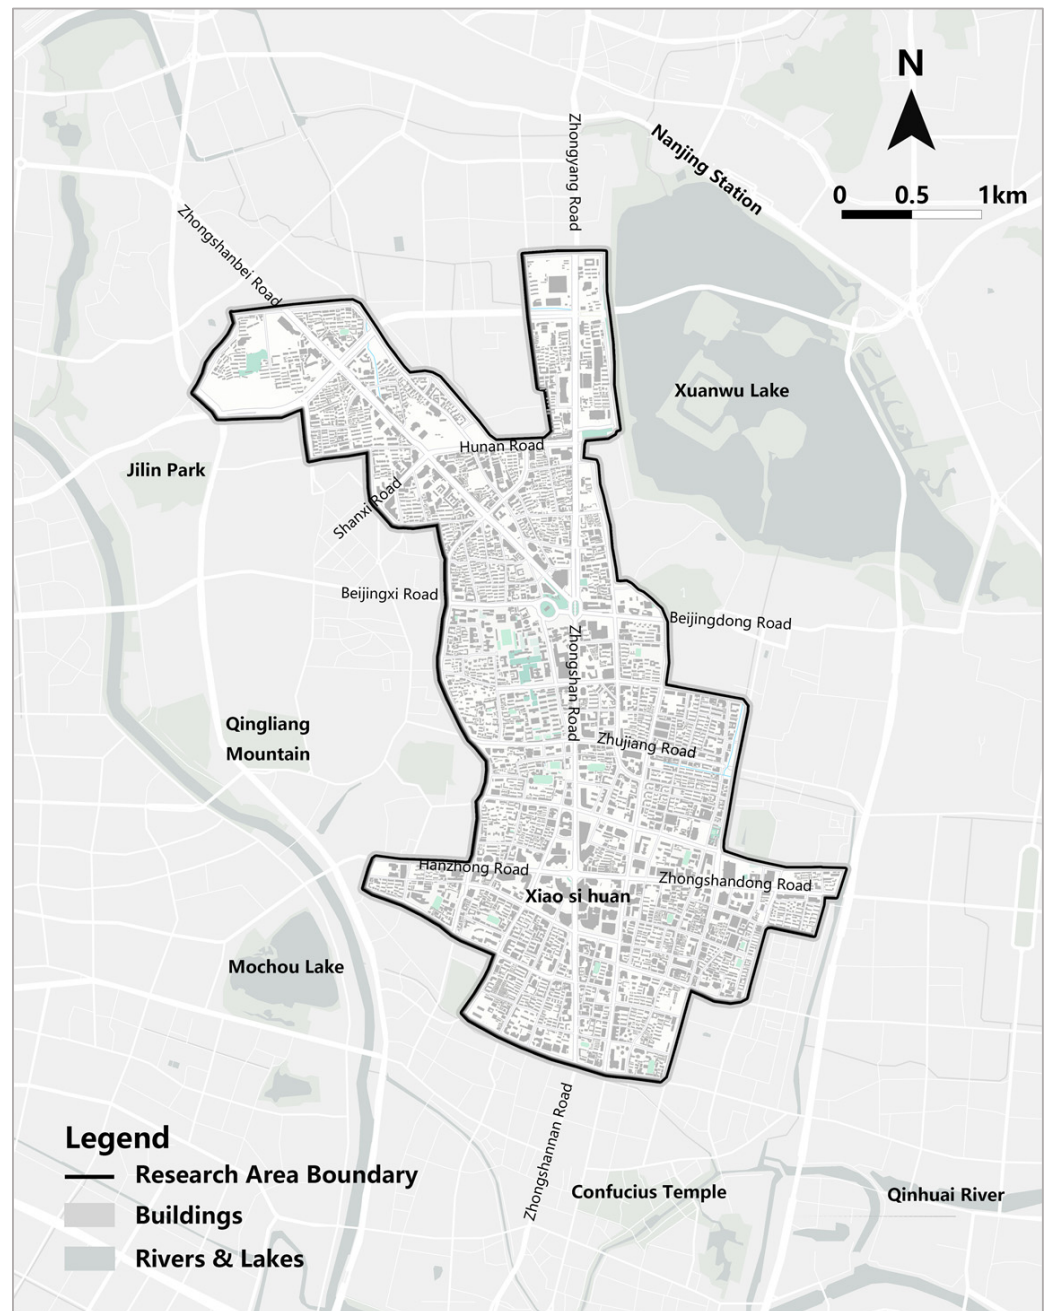 N
0 0.5 1km
Zhongyang Road
Nanjing Station
Zhongshanbei Road
Xuanwu Lake
Hunan Road
Jilin Park
Shanxi Road
Beijingxi Road
Beijingdong Road
Zhongshan Road
Qingliang
Mountain
Zhujiang Road
Hanzhong Road
Zhongshandong Road
Xiao si huan
Mochou Lake
Zhongshannan Road
Legend
Research Area Boundary
Buildings
Rivers & Lakes
Confucius Temple
Qinhuai River